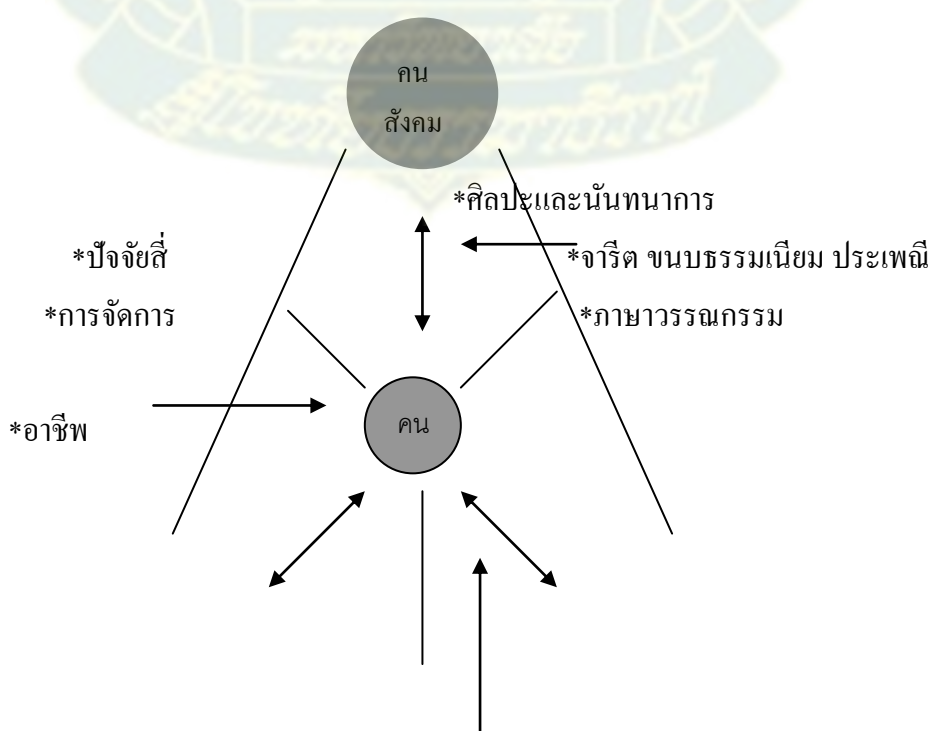 คน
สังคม
*ศิลปะและนันทนาการ
*ปัจจัยสี่
*จารีต ขนบธรรมเนียม ประเพณี
*การจัดการ
*ภาษาวรรณกรรม
*อาชีพ
คน